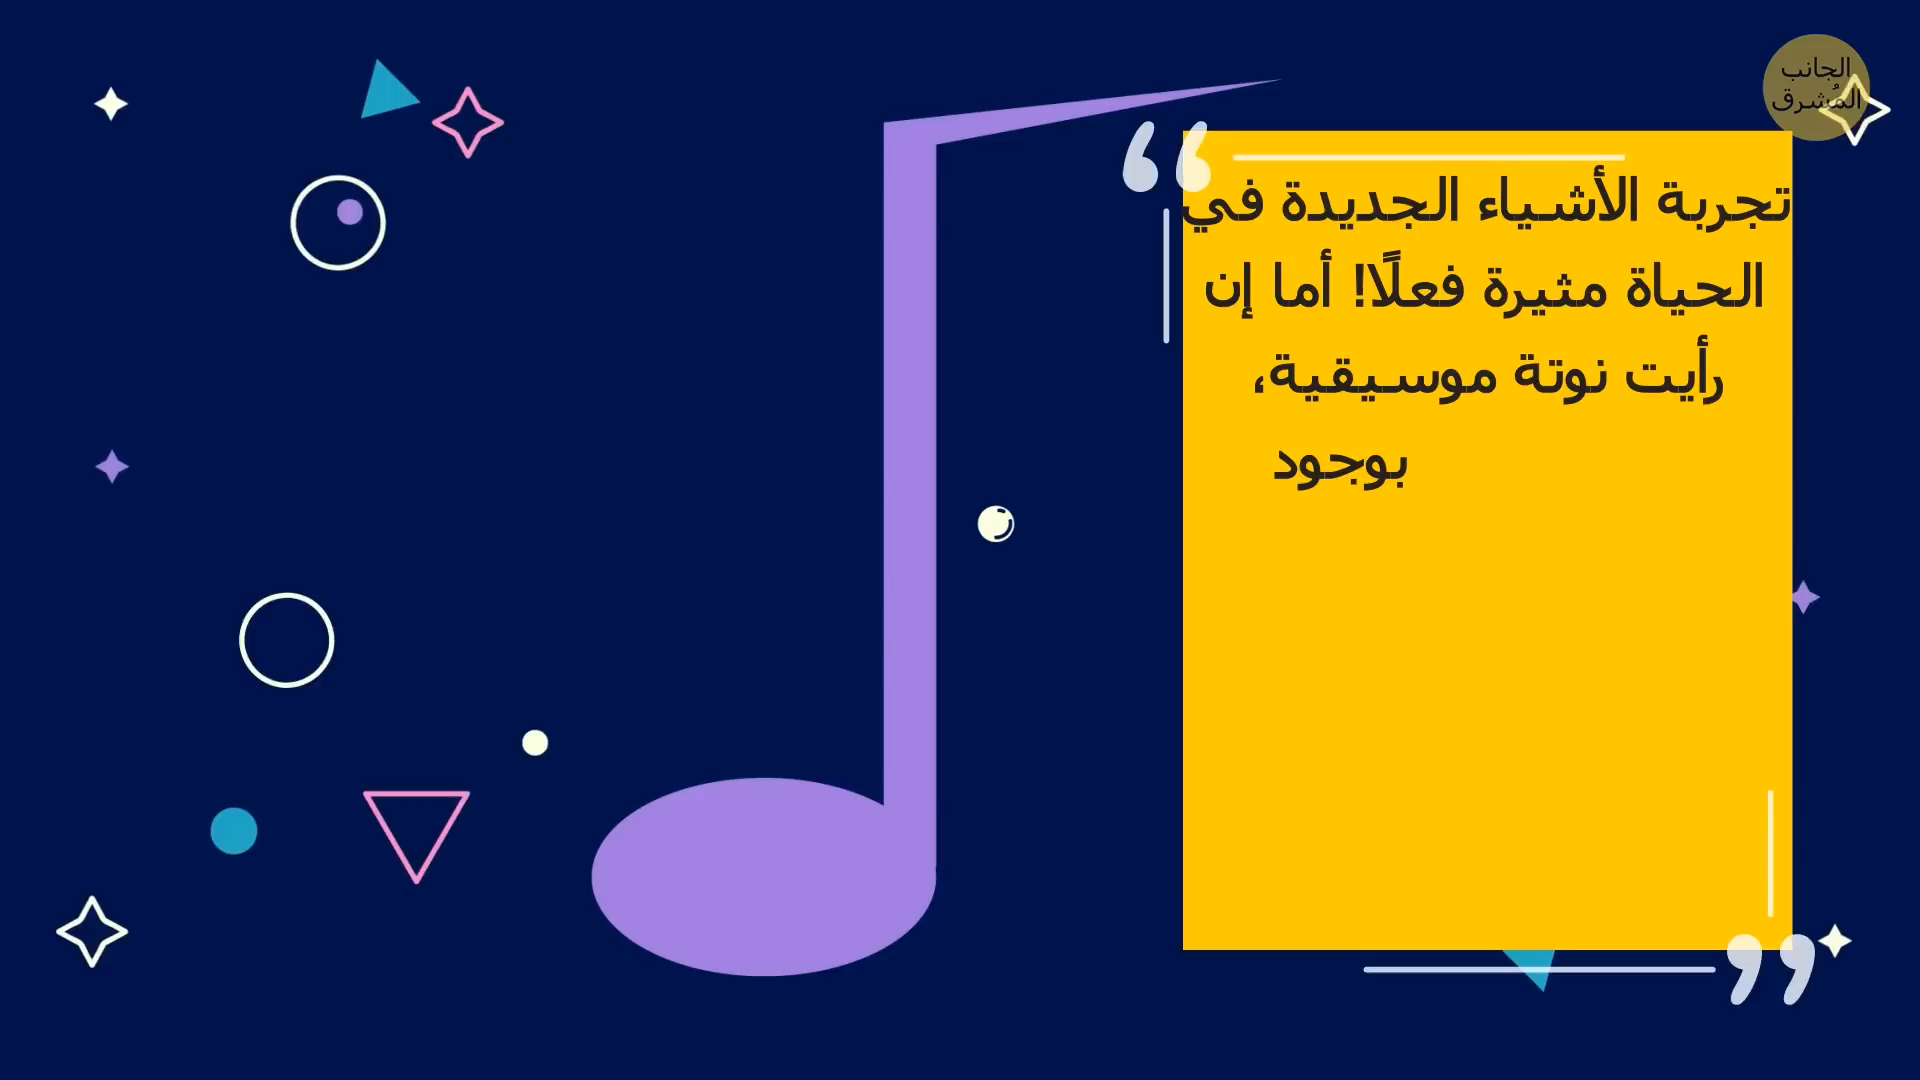 الجانب
المُشرق
تجربة الأشياء الجديدة في
الحياة مثيرة فعلًا! أما إن
رأيت نوتة موسيقية،
بوجود